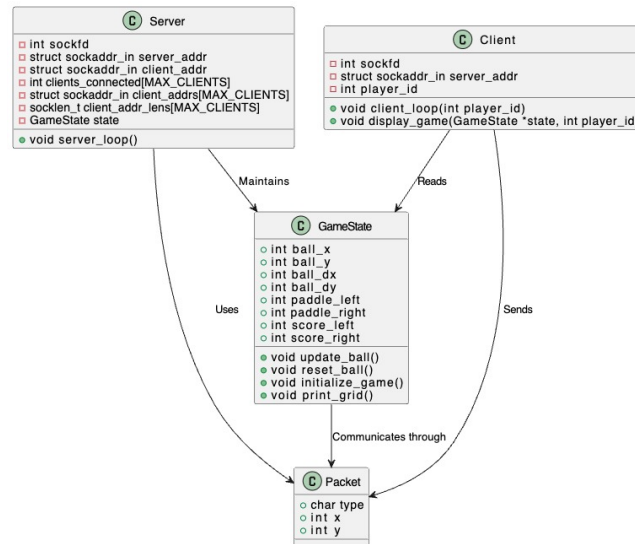 C Server
int sockfd
struct sockaddr_in server_addr
struct sockaddr_in client_addr
int clients_connected[MAX_CLIENTS]
struct sockaddr_in client_addrs[MAX_CLIENTS]
socklen_t client_addr_lens[MAX_CLIENTS]
GameState state
void server_loop()
C Client
int sockfd
struct sockaddr_in server_addr
int player_id
void client_loop(int player_id)
void display_game(GameState *state, int player_id
Maintains
Reads
C GameState
int ball_x
int ball_y
int ball_dx
int ball_dy
int paddle_left
int paddle_right
int score_left
int score_right
void update_ball()
void reset_ball()
void initialize_game()
void print_grid()
Uses
Sends
Communicates through
C Packet
char type
int x
int y